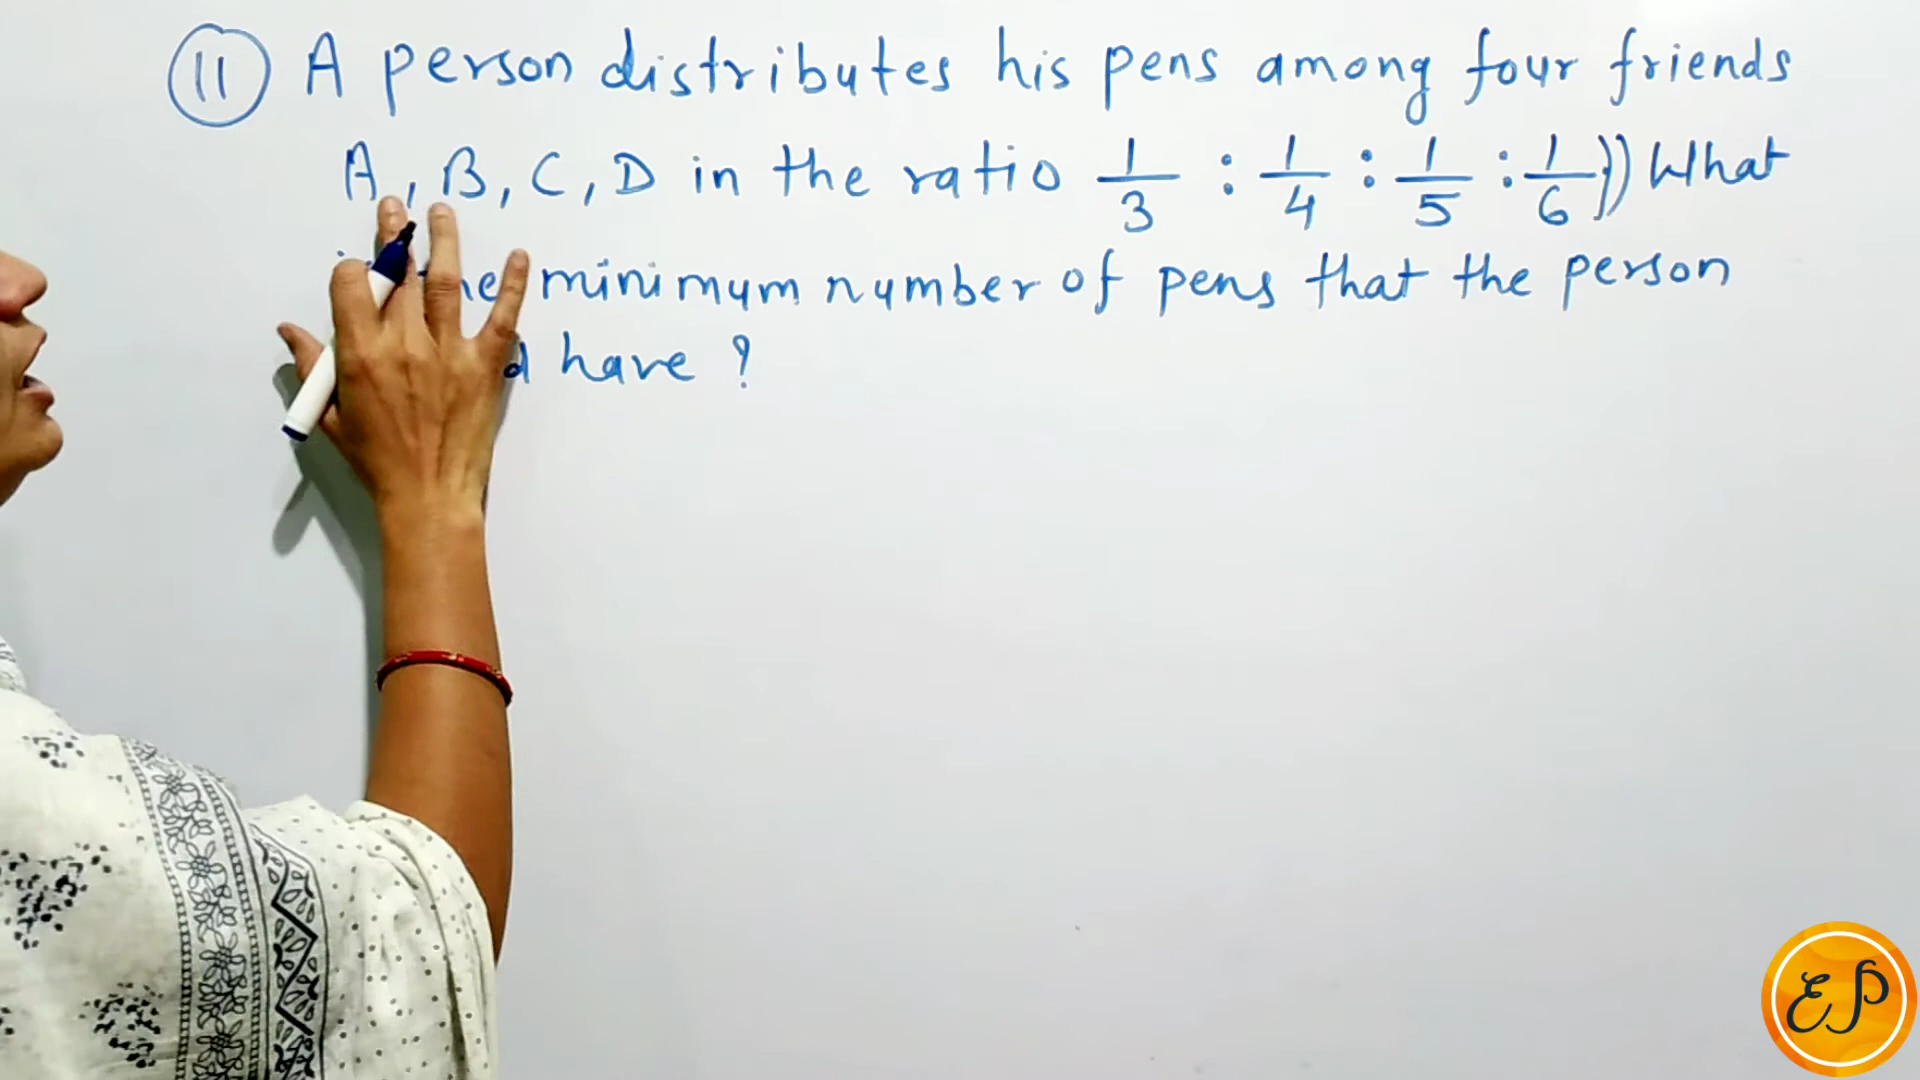 11 A person distributes his pens among four friends
A, B, C, D in the ratio 1/3 : 1/4 : 1/5 : 1/6 )) What
minimum number of pens that the person
have ?
EP